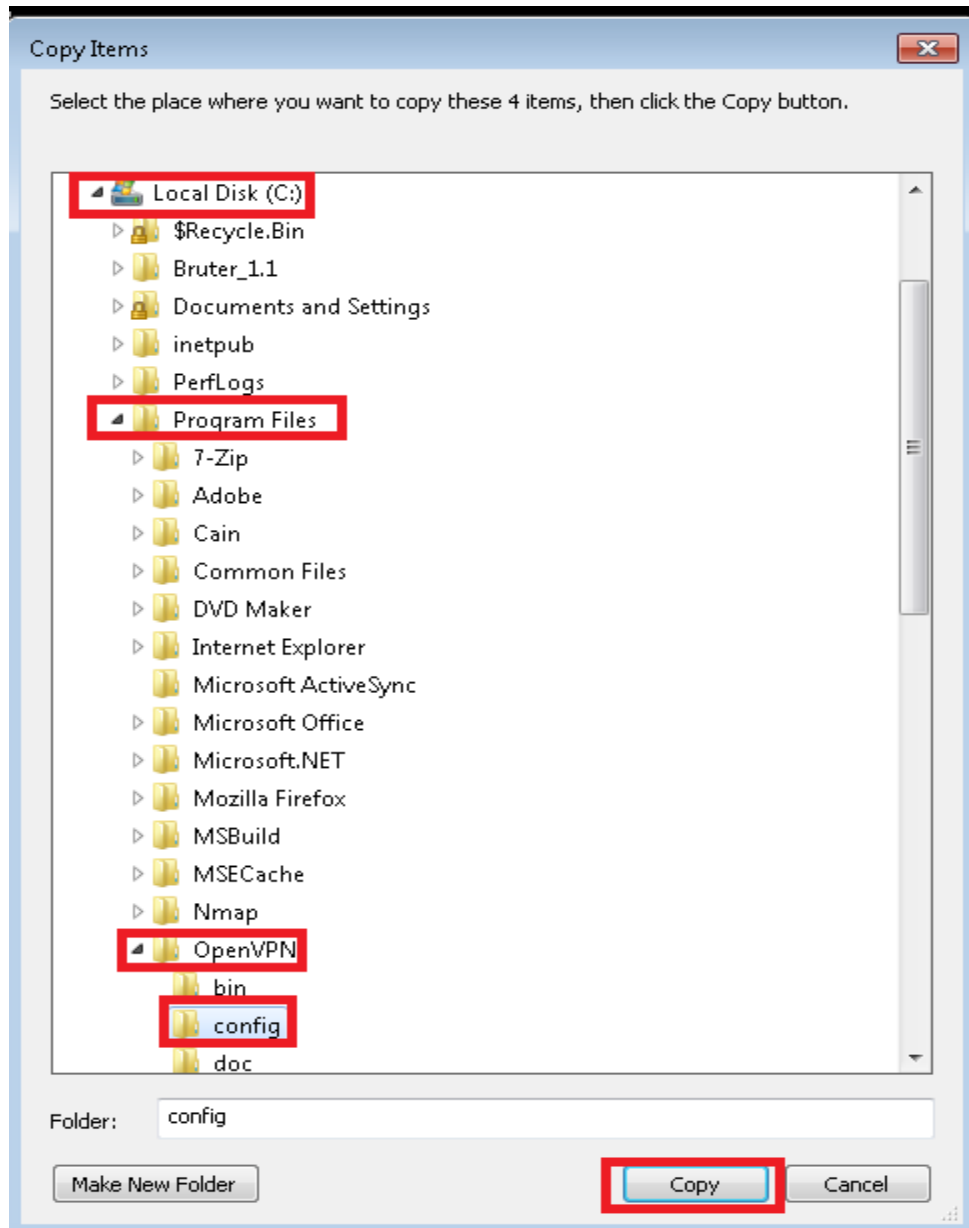 Copy Items
Select the place where you want to copy these 4 items, then click the Copy button.
Local Disk (C:)
$Recycle.Bin
Bruter_1.1
Documents and Settings
inetpub
PerfLogs
Program Files
7-Zip
Adobe
Cain
Common Files
DVD Maker
Internet Explorer
Microsoft ActiveSync
Microsoft Office
Microsoft.NET
Mozilla Firefox
MSBuild
MSECache
Nmap
OpenVPN
bin
config
doc
Folder: config
Make New Folder Copy Cancel